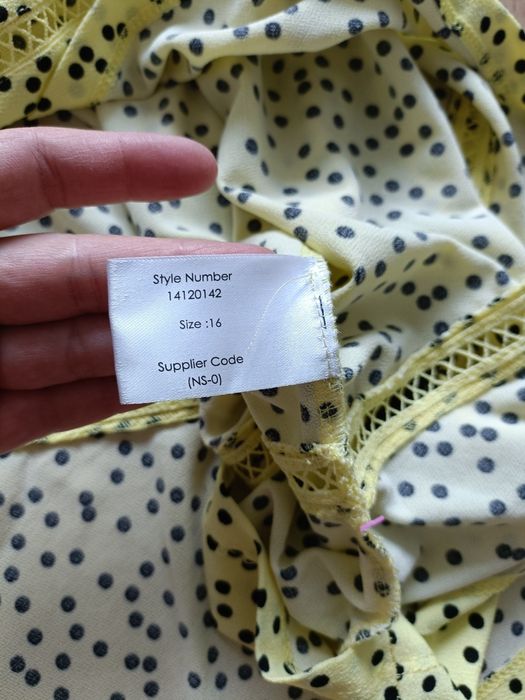 Style Number
14120142
Size :16
Supplier Code
(NS-0)